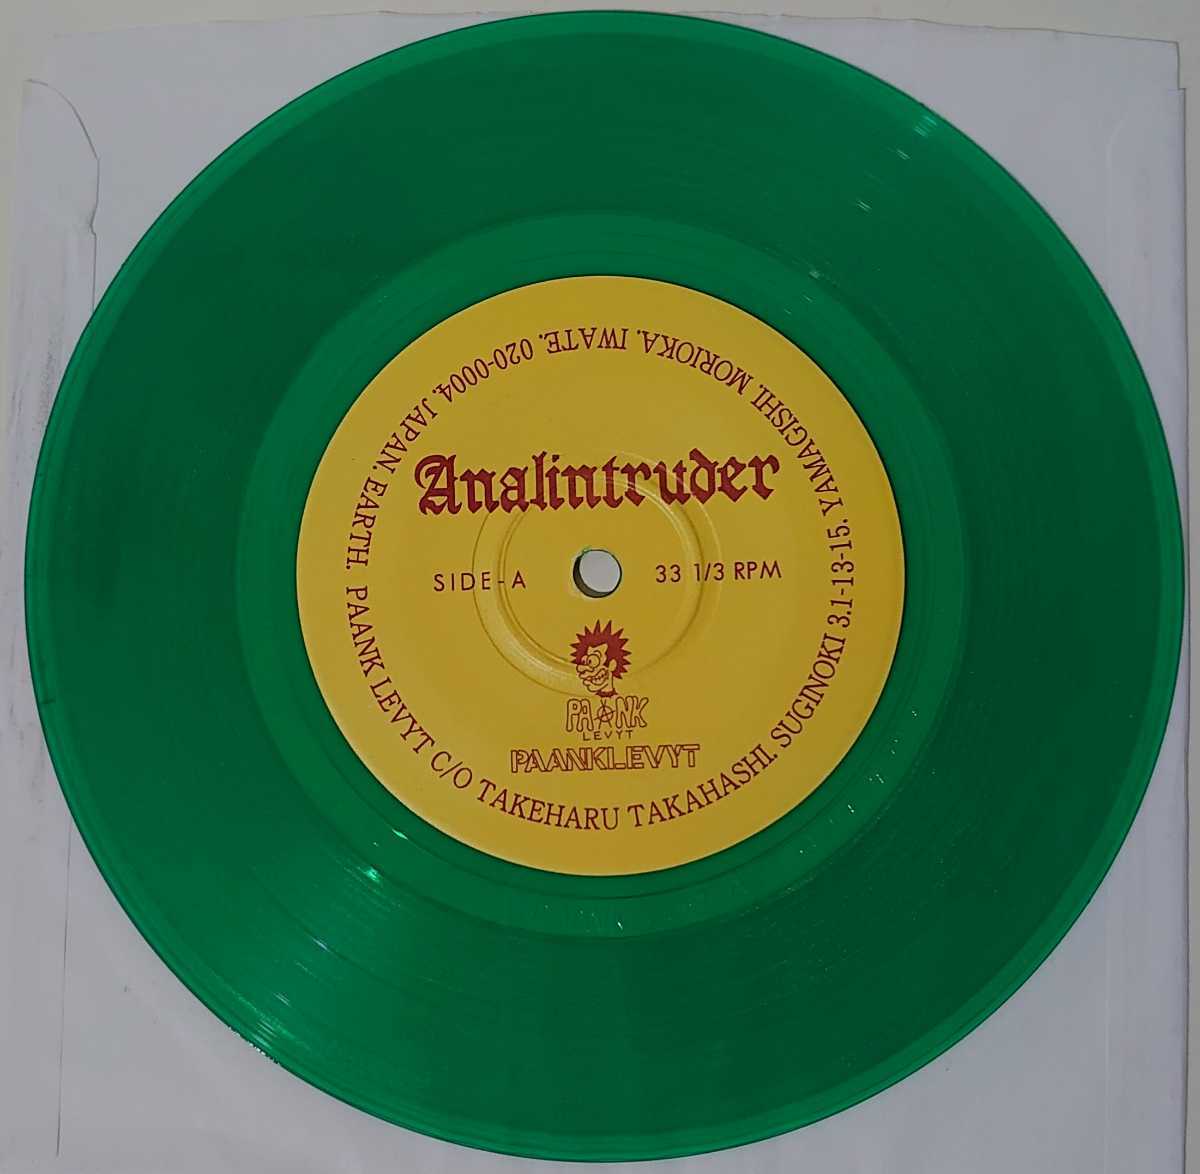 Analintruder
SIDE-A
33 1/3 RPM
PAANK
LEVYT
PAANKLEVYT
PAANK LEVYT C/O TAKEHARU TAKAHASHI. SUGINOKI 3.1-13-15. YAMAGISHI. MORIOKA. IWATE. 020-0004. JAPAN. EARTH.